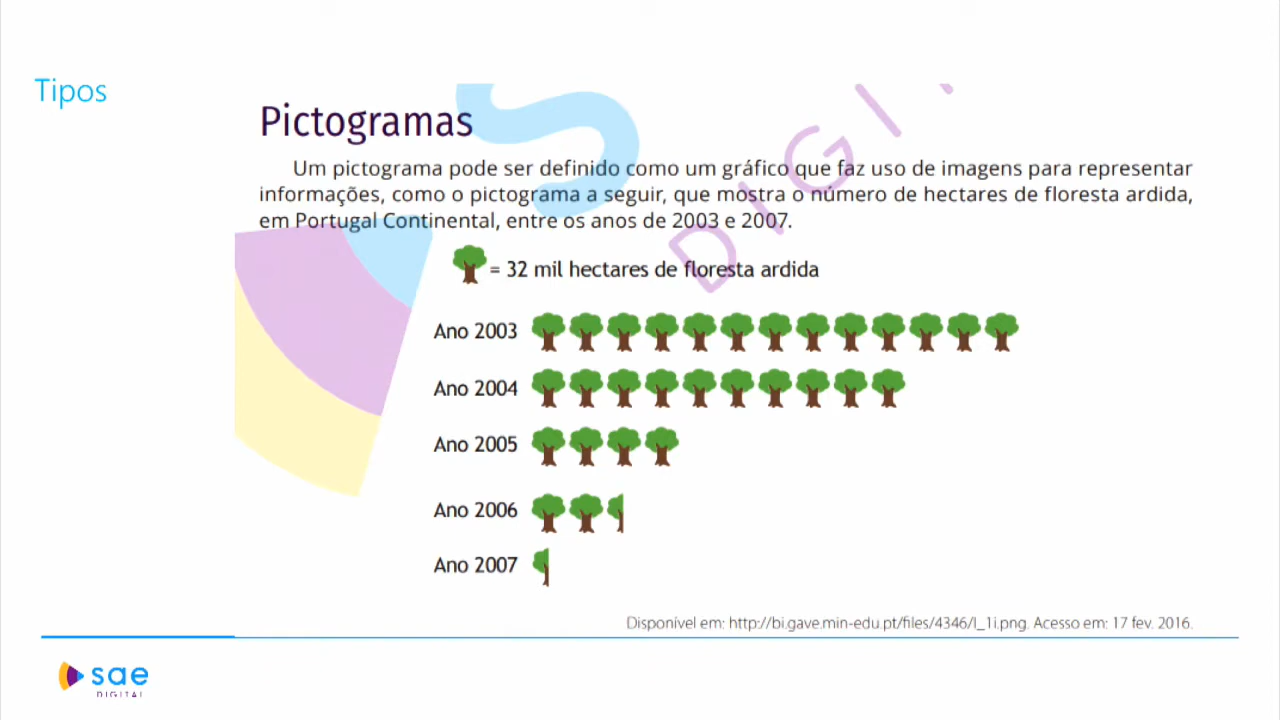 Tipos
Pictogramas
Um pictograma pode ser definido como um gráfico que faz uso de imagens para representar
informações, como o pictograma a seguir, que mostra o número de hectares de floresta ardida,
em Portugal Continental, entre os anos de 2003 e 2007.
= 32 mil hectares de floresta ardida
Ano 2003
Ano 2004
Ano 2005
Ano 2006
Ano 2007
Disponível em: http://bi.gave.min-edu.pt/files/4346/l_1i.png. Acesso em: 17 fev. 2016.
sae
DIGITAL
S
DIGI